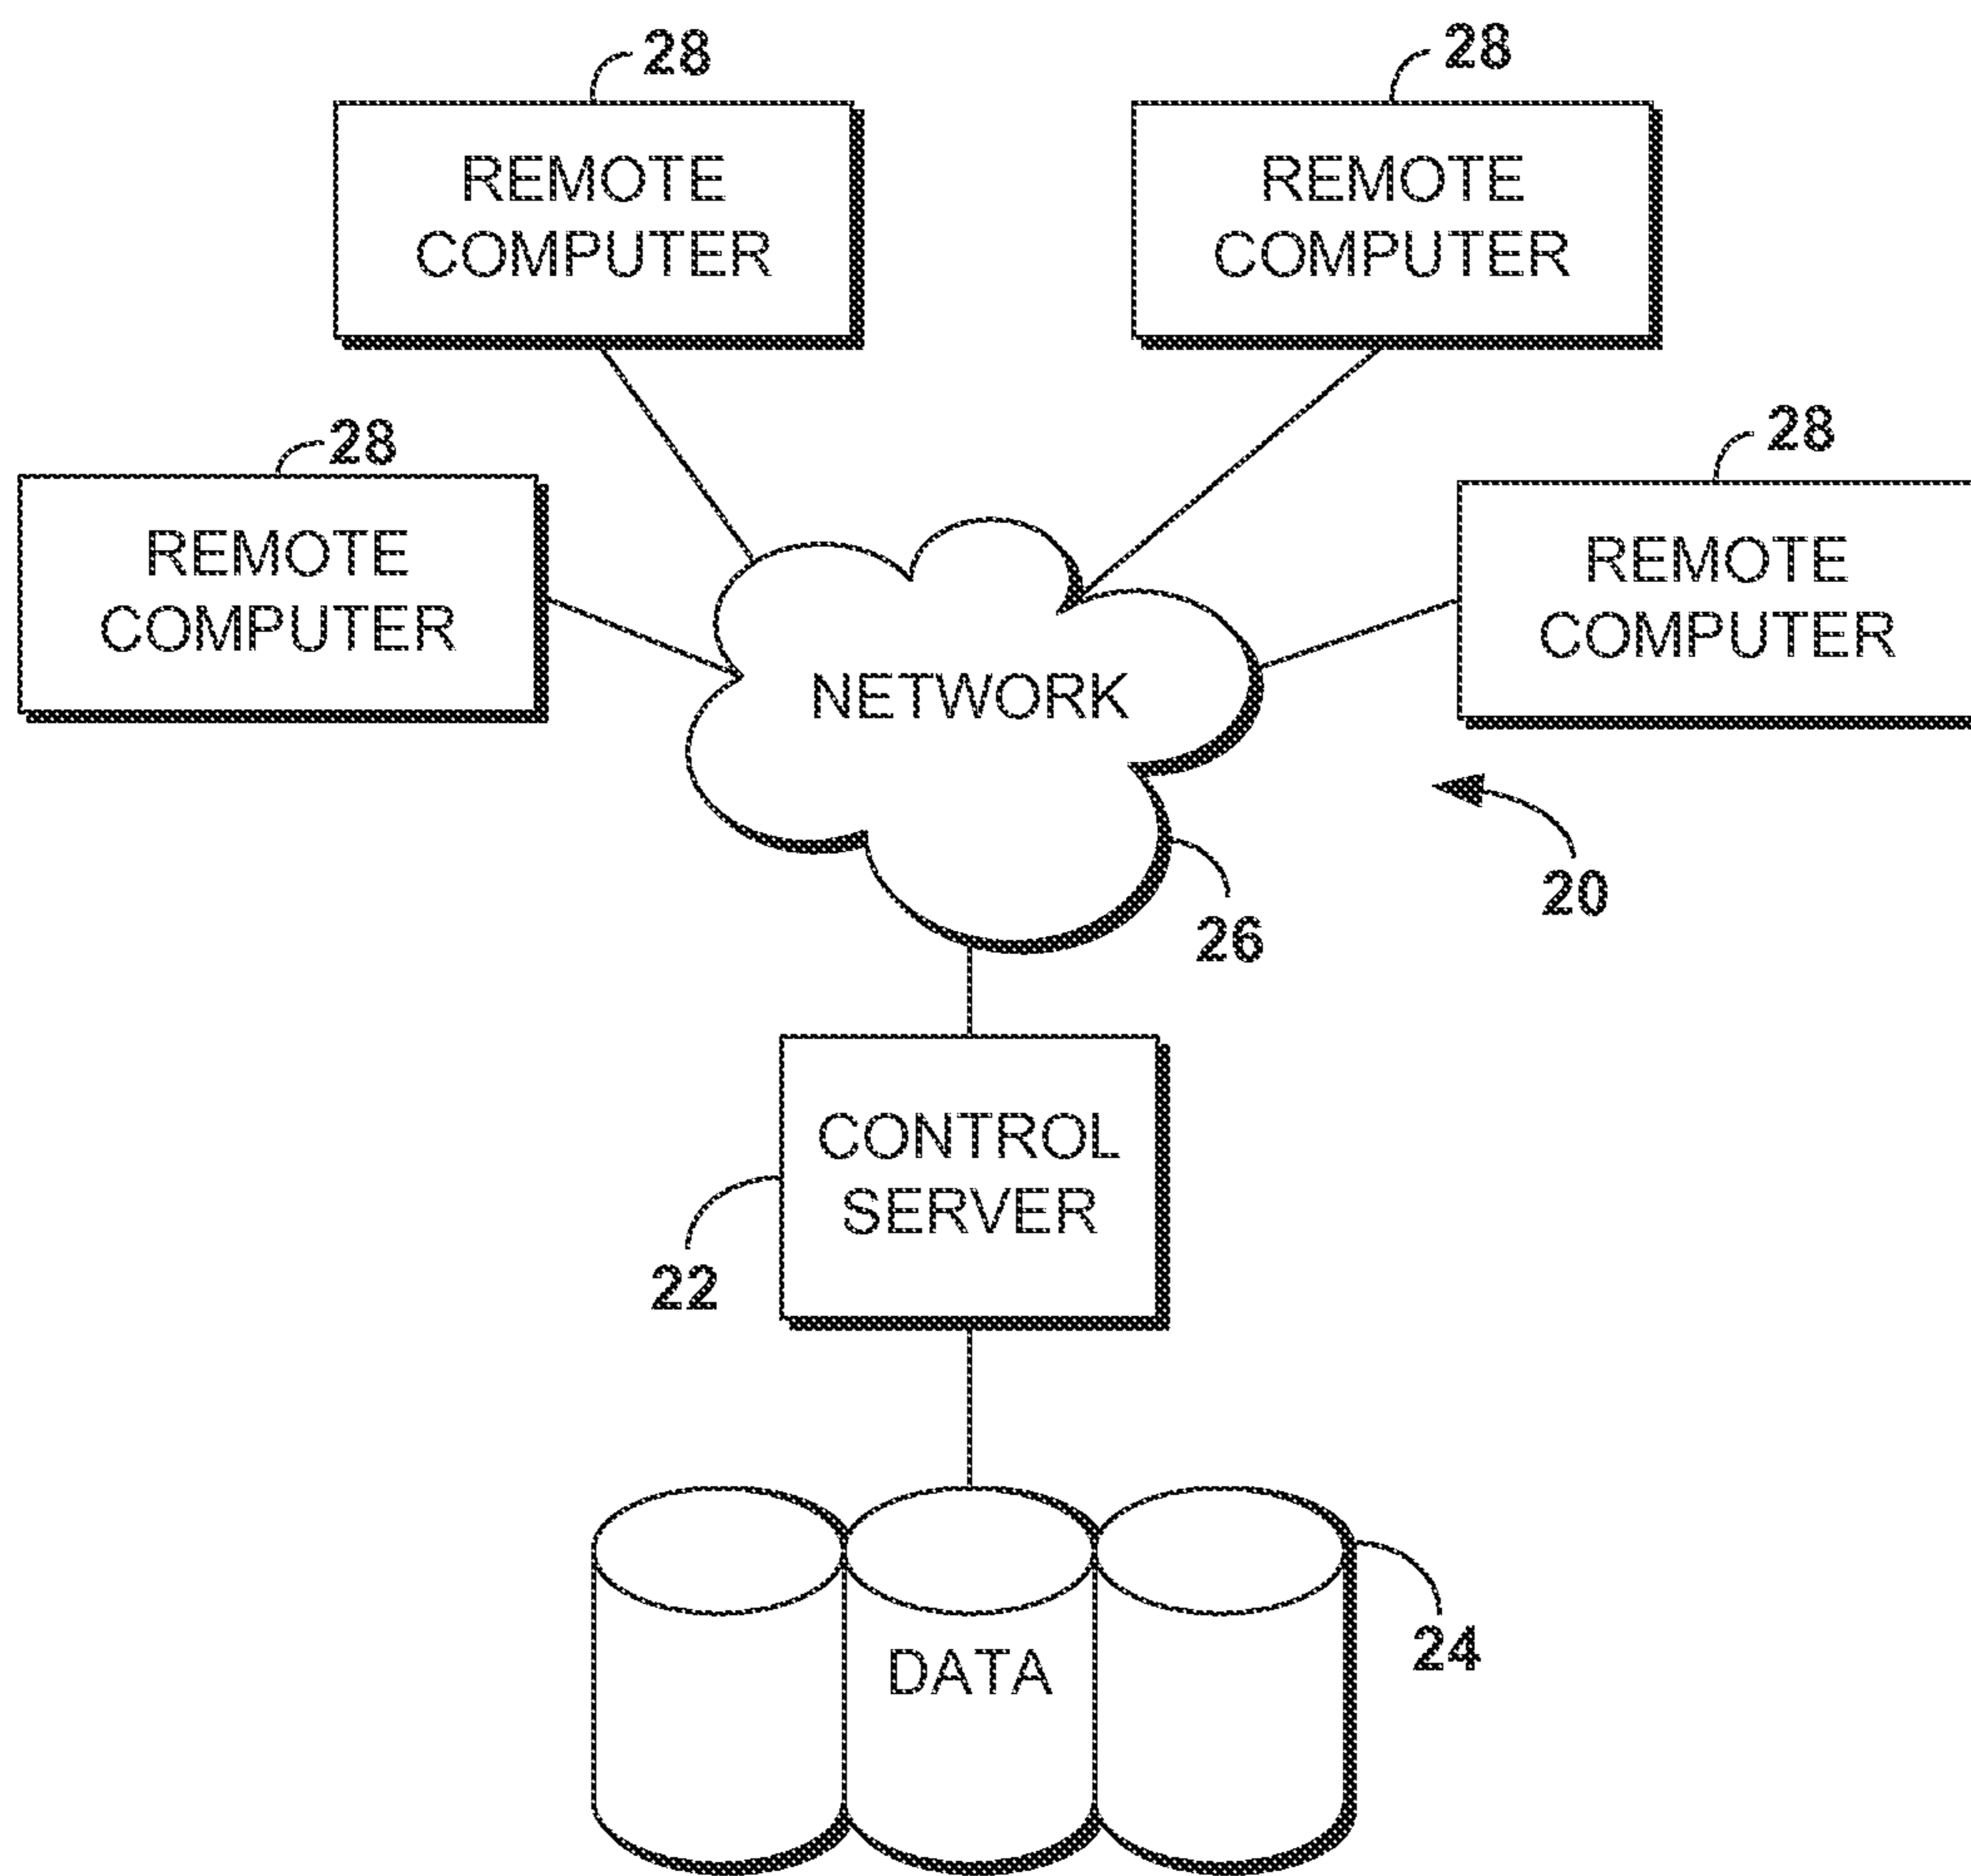 28
REMOTE
COMPUTER
28
REMOTE
COMPUTER
28
REMOTE
COMPUTER
28
REMOTE
COMPUTER
NETWORK
20
26
CONTROL
SERVER
22
DATA
24